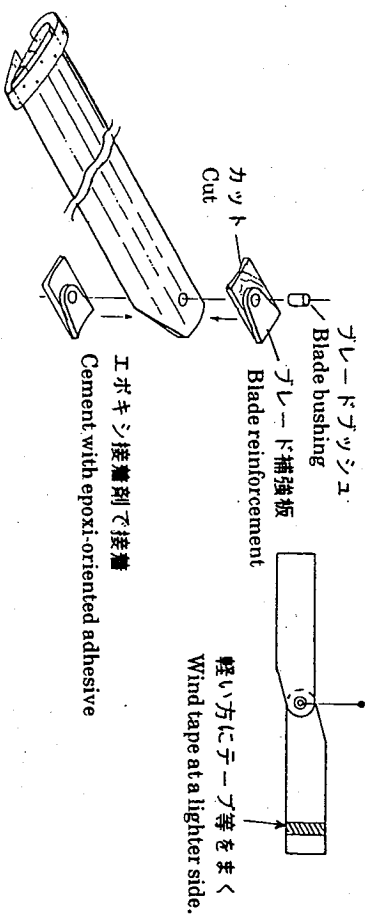 ブレードブッシュ
Blade bushing
カット
Cut
ブレード補強板
Blade reinforcement
エポキシ接着剤で接着
Cement with epoxi-oriented adhesive
軽い方にテープ等をまく
Wind tape at a lighter side.